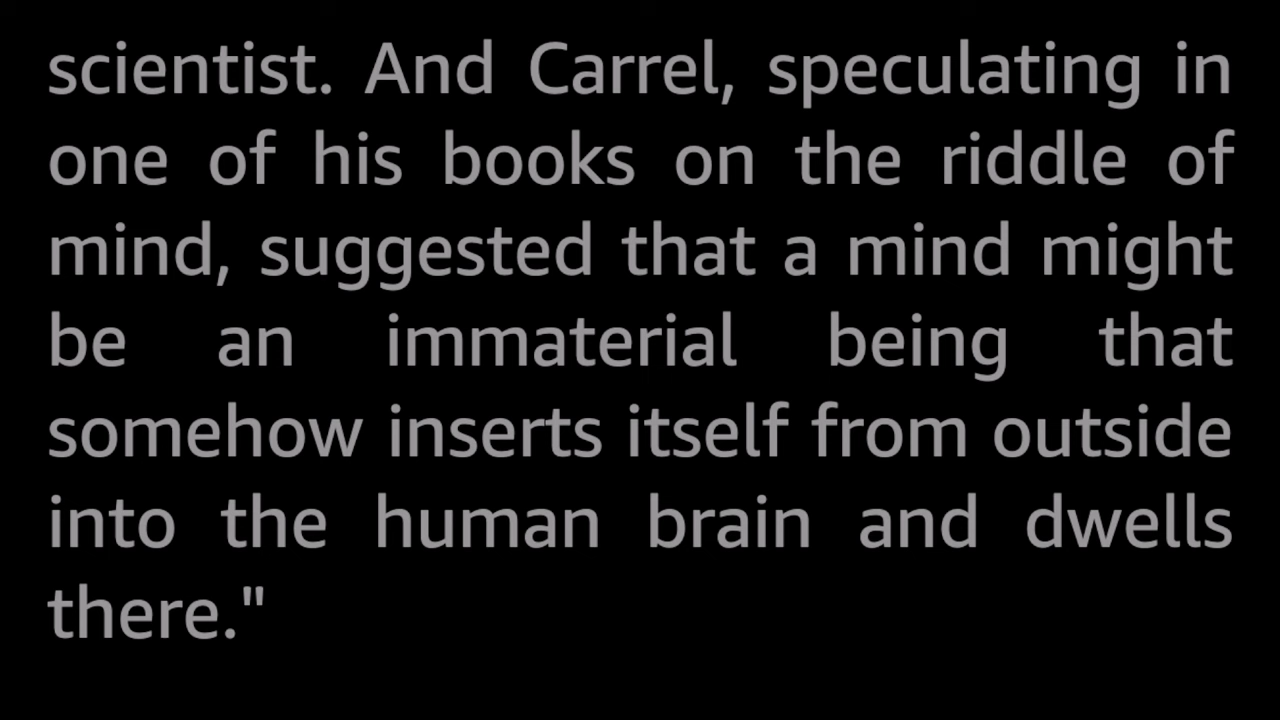 scientist. And Carrel, speculating in
one of his books on the riddle of
mind, suggested that a mind might
be an immaterial being that
somehow inserts itself from outside
into the human brain and dwells
there."